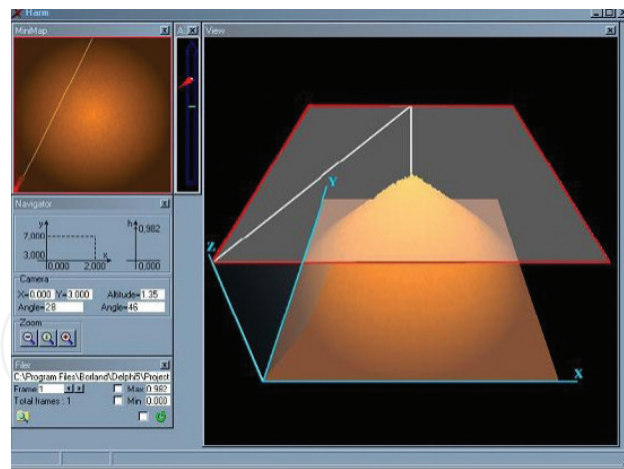 Harm
MiniMap
A
View
Navigator
y
7,000
3,000
0,000
2,000
x
h
0,982
0,000
Camera
X=0.000 Y=3.000 Altitude=1.35
Angle=28 Angle=46
Zoom
Files
C:\Program Files\Borland\Delphi5\Project
Frame 1 Max 0.982
Total frames : 1 Min 0.000
Y
Z
X